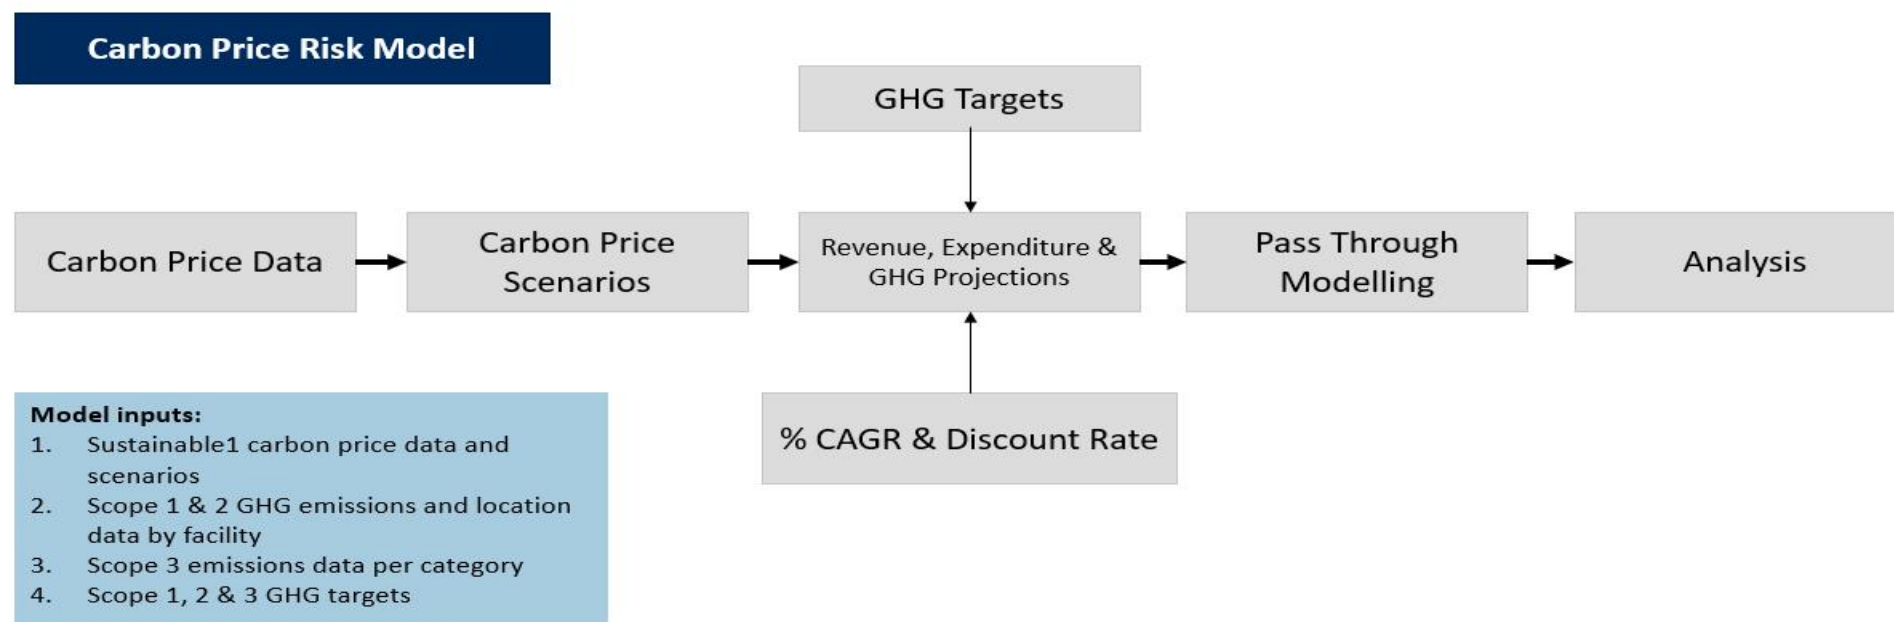 Carbon Price Risk Model
GHG Targets
Carbon Price Data
Carbon Price
Scenarios
Revenue, Expenditure &
GHG Projections
Pass Through
Modelling
Analysis
% CAGR & Discount Rate
Model inputs:
1. Sustainable1 carbon price data and
scenarios
2. Scope 1 & 2 GHG emissions and location
data by facility
3. Scope 3 emissions data per category
4. Scope 1, 2 & 3 GHG targets